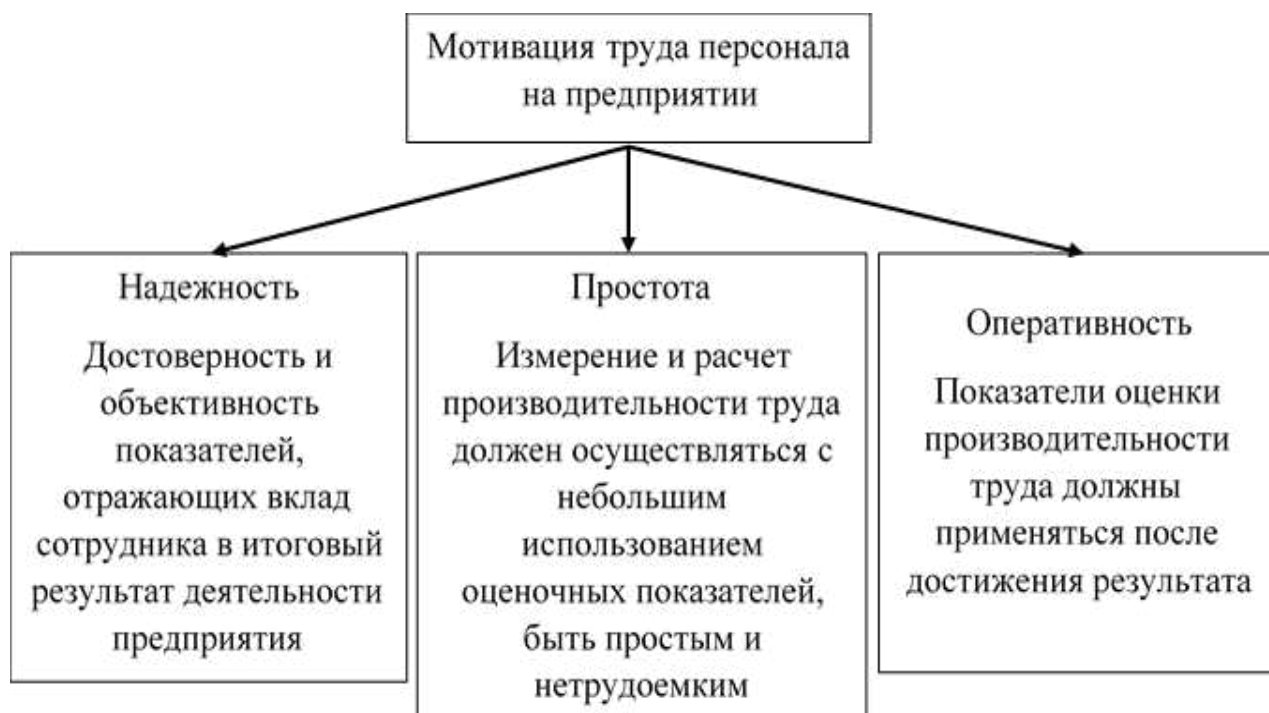 Мотивация труда персонала
на предприятии
Надежность
Достоверность и
объективность
показателей,
отражающих вклад
сотрудника в итоговый
результат деятельности
предприятия
Простота
Измерение и расчет
производительности труда
должен осуществляться с
небольшим
использованием
оценочных показателей,
быть простым и
нетрудоемким
Оперативность
Показатели оценки
производительности
труда должны
применяться после
достижения результата